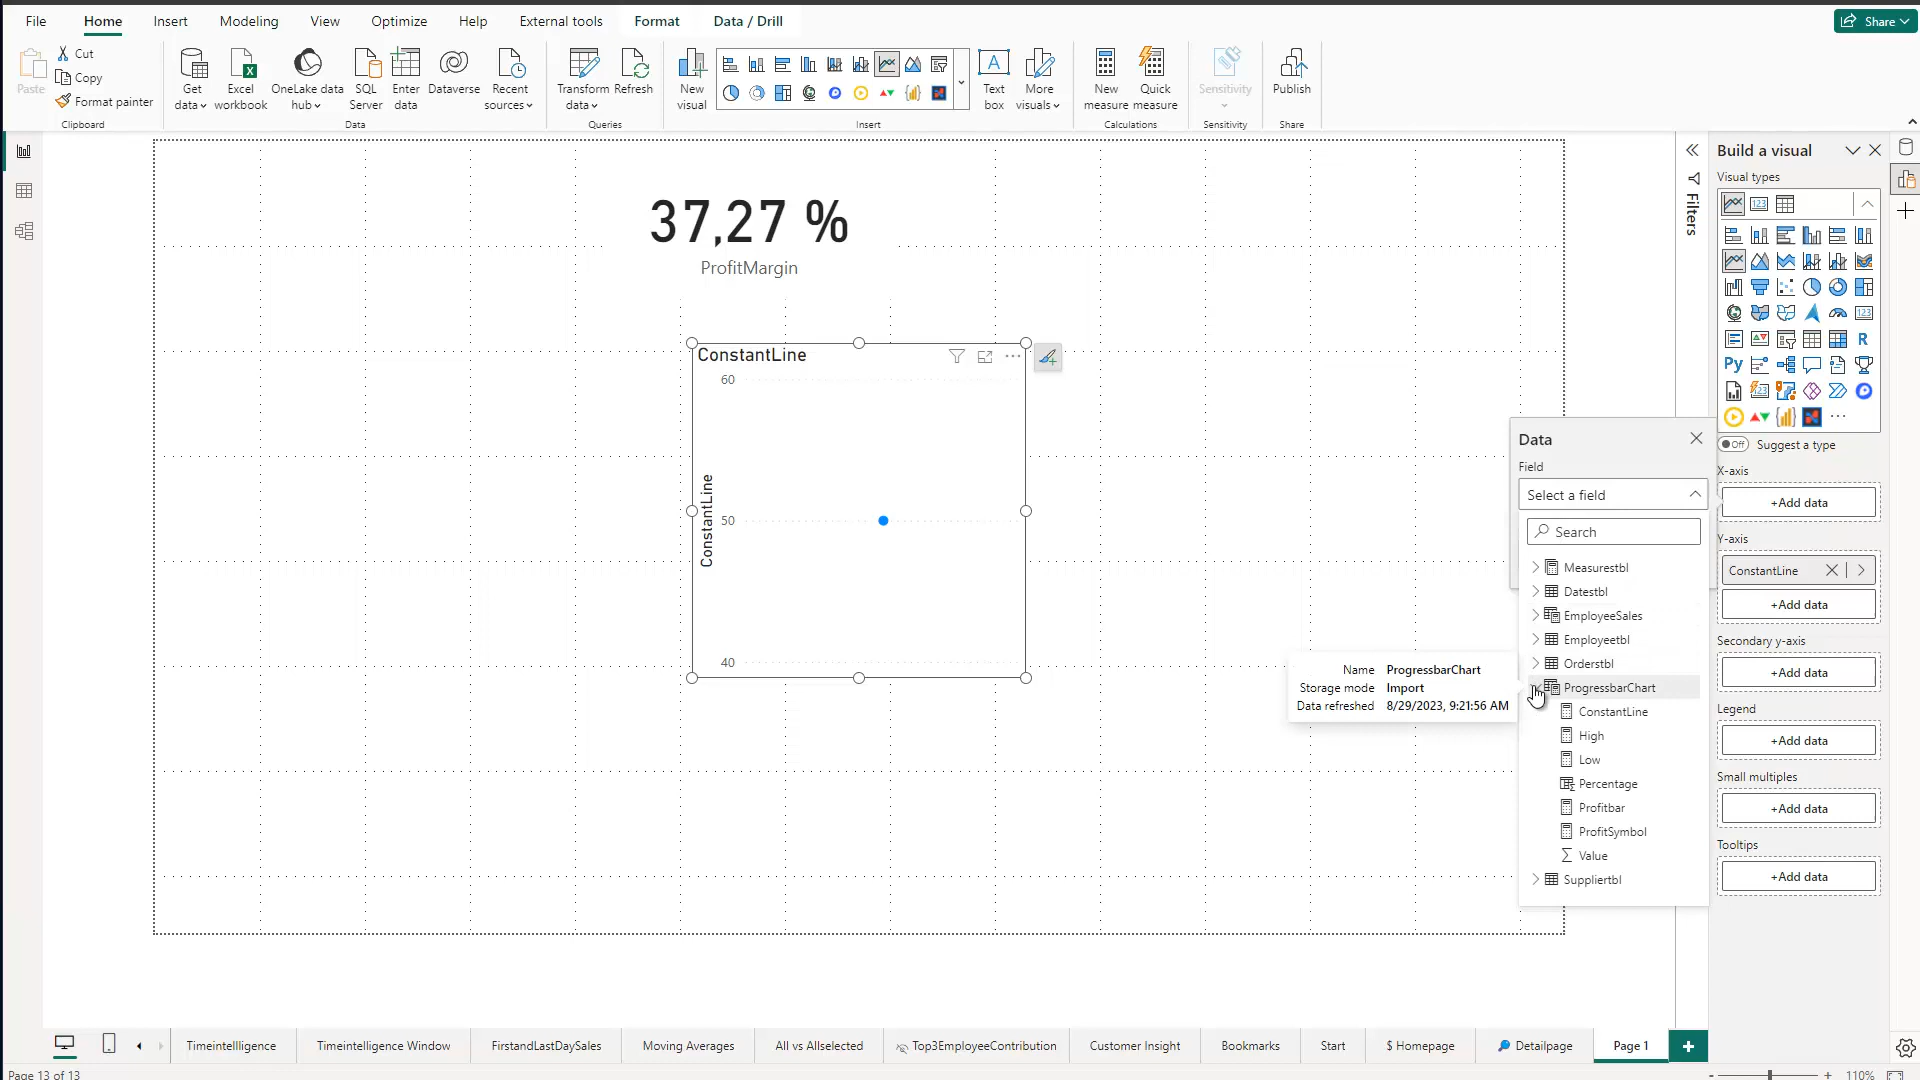 File Home Insert Modeling View Optimize Help External tools Format Data / Drill Share
Paste
Cut
Copy
Format painter
Clipboard
Get data
Excel workbook
OneLake data hub
SQL Server
Enter data
Dataverse
Recent sources
Data
Transform data
Refresh
Queries
New visual
Text box
More visuals
Insert
New measure
Quick measure
Calculations
Sensitivity
Sensitivity
Publish
Share
37,27 %
ProfitMargin
ConstantLine
60
50
40
ConstantLine
Name ProgressbarChart
Storage mode Import
Data refreshed 8/29/2023, 9:21:56 AM
Data
Field
Select a field
Search
Measurestbl
Datestbl
EmployeeSales
Employeetbl
Orderstbl
ProgressbarChart
ConstantLine
High
Low
Percentage
Profitbar
ProfitSymbol
Value
Suppliertbl
Filters
Build a visual
Visual types
123
R
Py
123
Off Suggest a type
X-axis
+Add data
Y-axis
ConstantLine
+Add data
Secondary y-axis
+Add data
Legend
+Add data
Small multiples
+Add data
Tooltips
+Add data
Timeintellligence Timeintelligence Window FirstandLastDaySales Moving Averages All vs Allselected Top3EmployeeContribution Customer Insight Bookmarks Start $ Homepage Detailpage Page 1
Page 13 of 13
110%